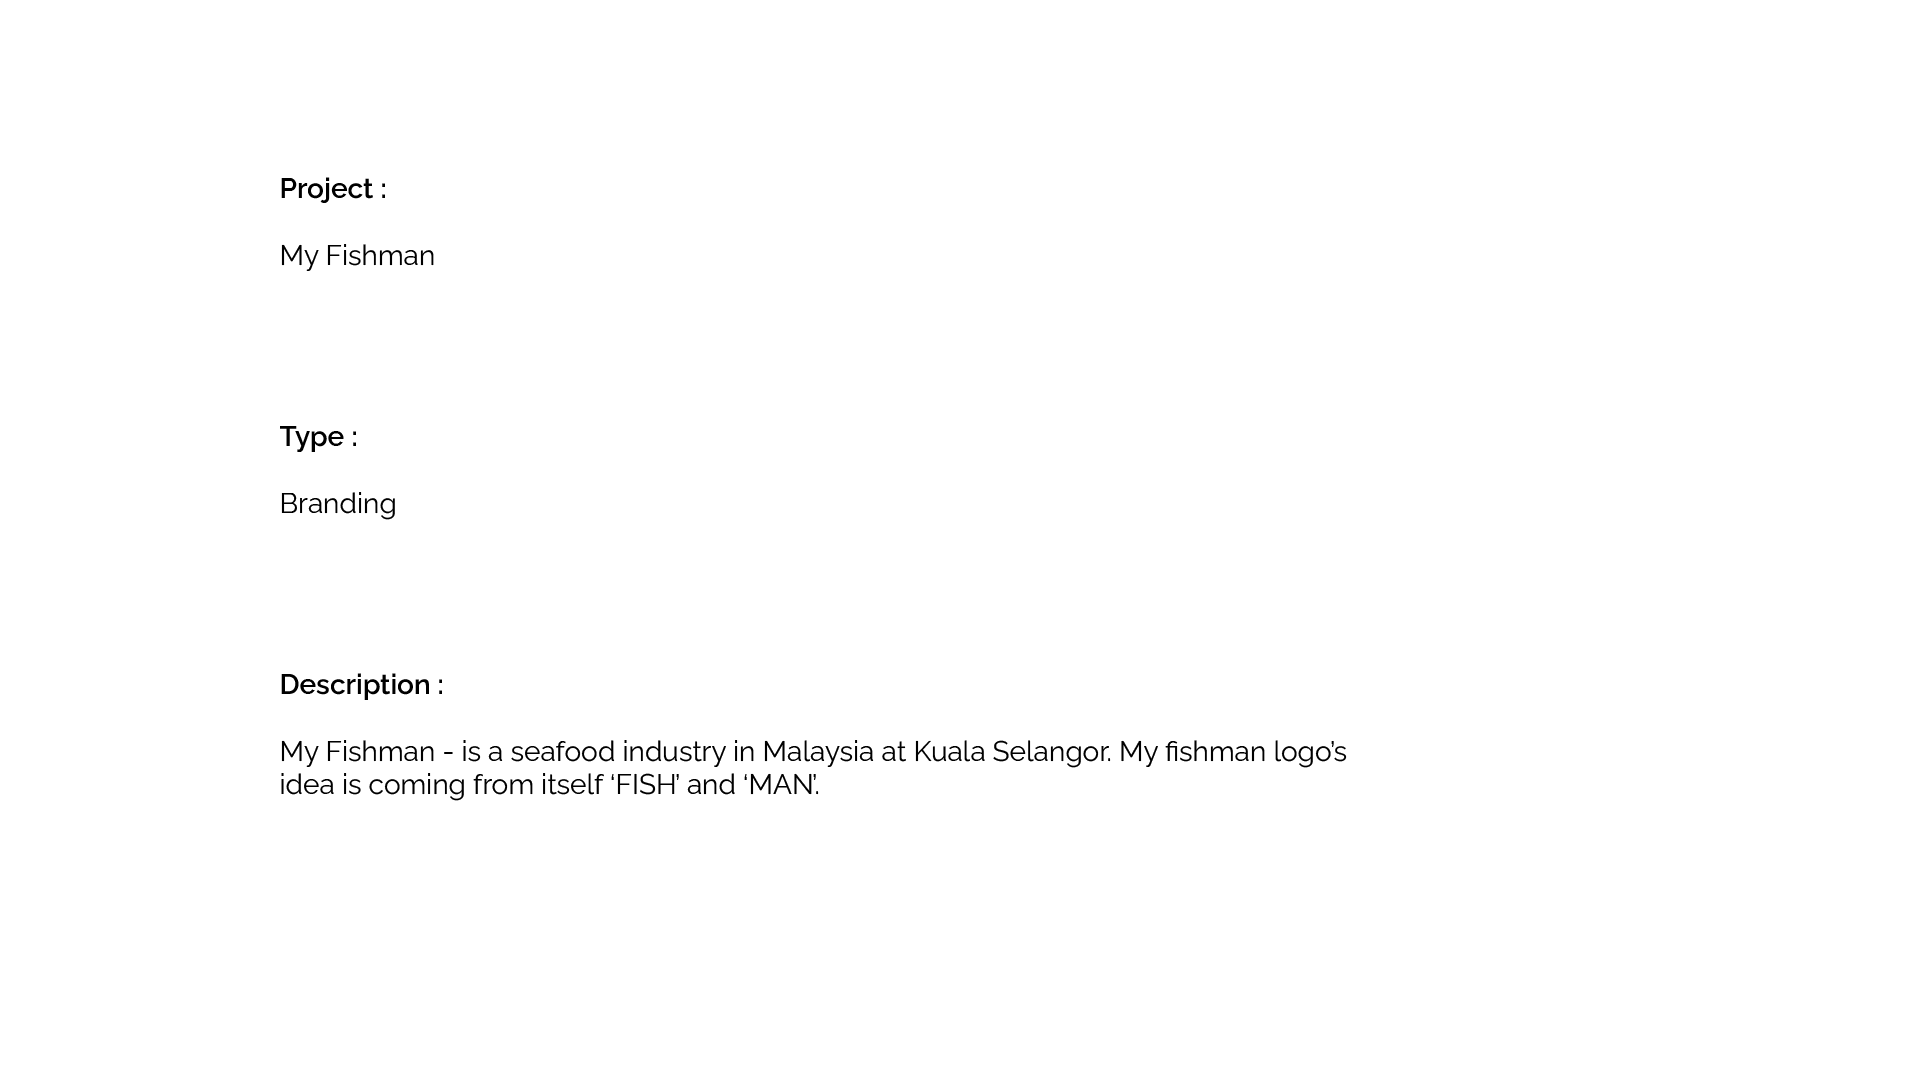 Project :
My Fishman
Type :
Branding
Description :
My Fishman - is a seafood industry in Malaysia at Kuala Selangor. My fishman logo’s
idea is coming from itself ‘FISH’ and ‘MAN’.